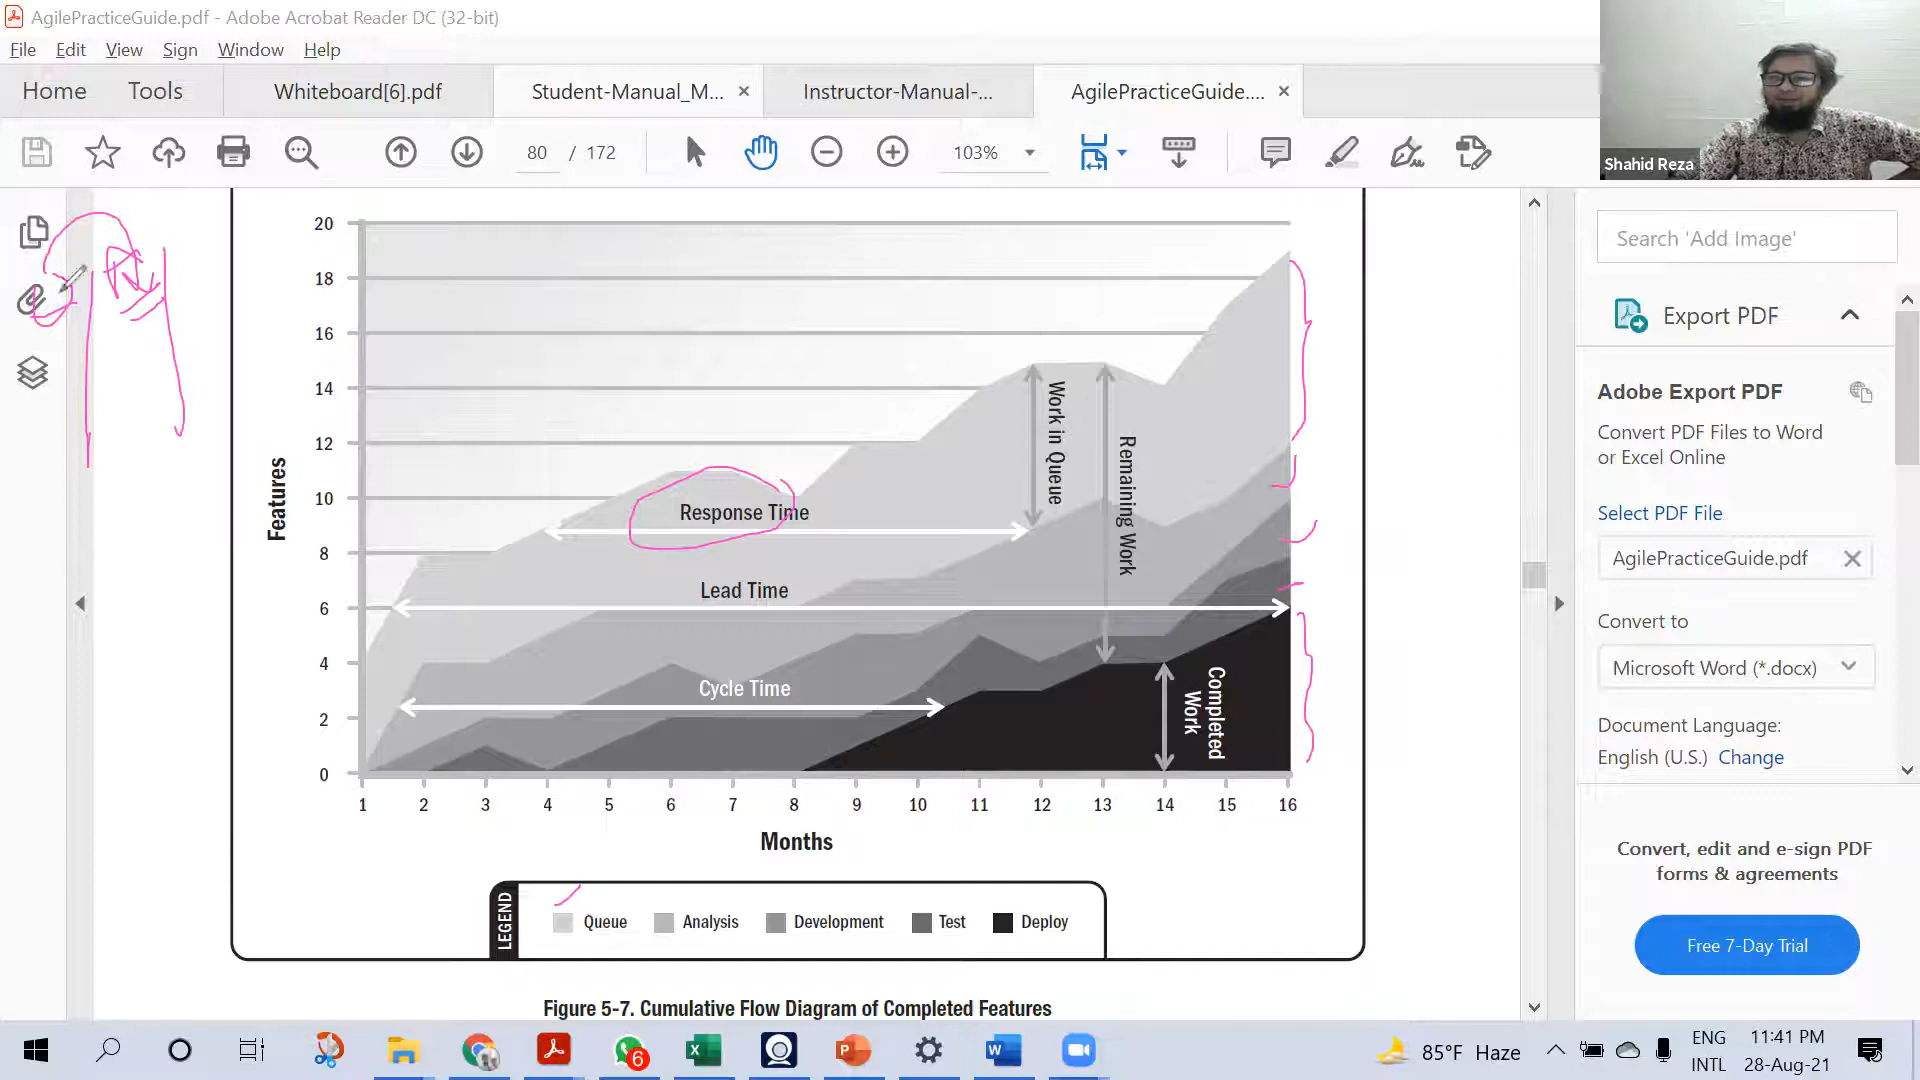 AgilePracticeGuide.pdf - Adobe Acrobat Reader DC (32-bit)
File Edit View Sign Window Help
Home Tools Whiteboard[6].pdf Student-Manual_M... × Instructor-Manual-... AgilePracticeGuide.... ×
80 / 172 103%
Shahid Reza
20
18
16
14
12
10
8
6
4
2
0
Features
Response Time
Lead Time
Cycle Time
Work in Queue
Remaining Work
Completed
Work
1 2 3 4 5 6 7 8 9 10 11 12 13 14 15 16
Months
LEGEND
Queue Analysis Development Test Deploy
Figure 5-7. Cumulative Flow Diagram of Completed Features
Search 'Add Image'
Export PDF
Adobe Export PDF
Convert PDF Files to Word
or Excel Online
Select PDF File
AgilePracticeGuide.pdf
Convert to
Microsoft Word (*.docx)
Document Language:
English (U.S.) Change
Convert, edit and e-sign PDF
forms & agreements
Free 7-Day Trial
6
85°F Haze
ENG
INTL
11:41 PM
28-Aug-21